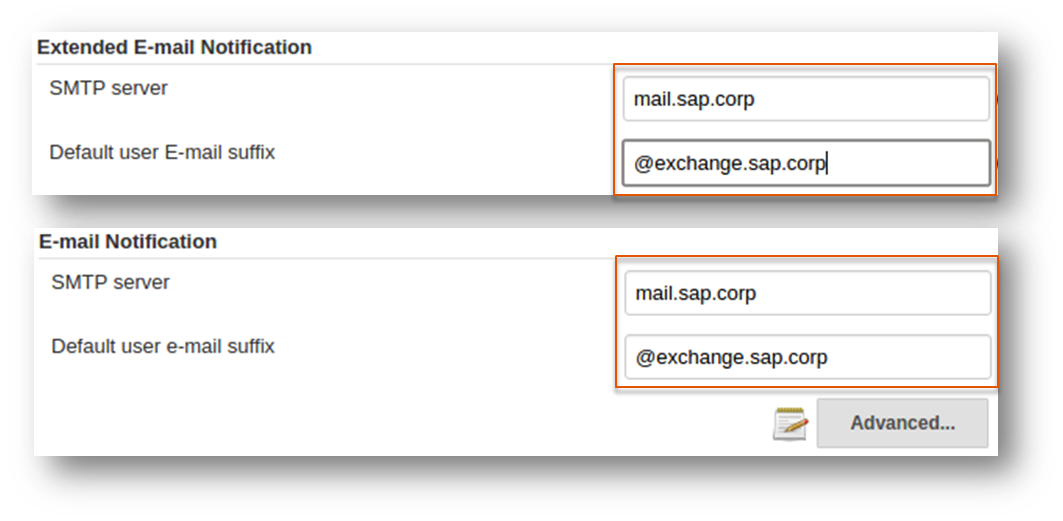 Extended E-mail Notification
SMTP server
mail.sap.corp
Default user E-mail suffix
@exchange.sap.corp
E-mail Notification
SMTP server
mail.sap.corp
Default user e-mail suffix
@exchange.sap.corp
Advanced...